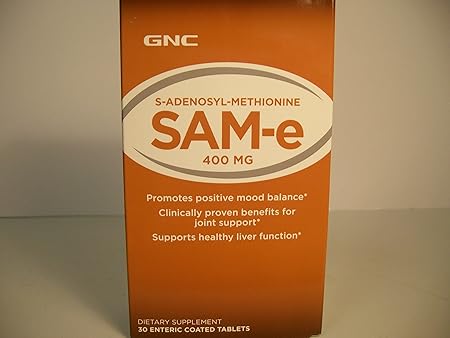 GNC
S-ADENOSYL-METHIONINE
SAM-e
400 MG
Promotes positive mood balance*
Clinically proven benefits for
joint support*
Supports healthy liver function*
DIETARY SUPPLEMENT
30 ENTERIC COATED TABLETS